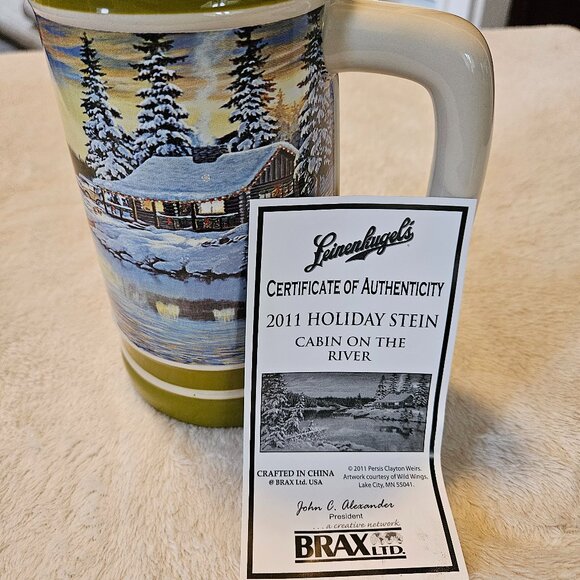 Leinenkugel's
CERTIFICATE OF AUTHENTICITY
2011 HOLIDAY STEIN
CABIN ON THE
RIVER
CRAFTED IN CHINA
@ BRAX Ltd. USA
© 2011 Persis Clayton Weirs.
Artwork courtesy of Wild Wings,
Lake City, MN 55041.
John C. Alexander
President
...a creative network
BRAX LTD.